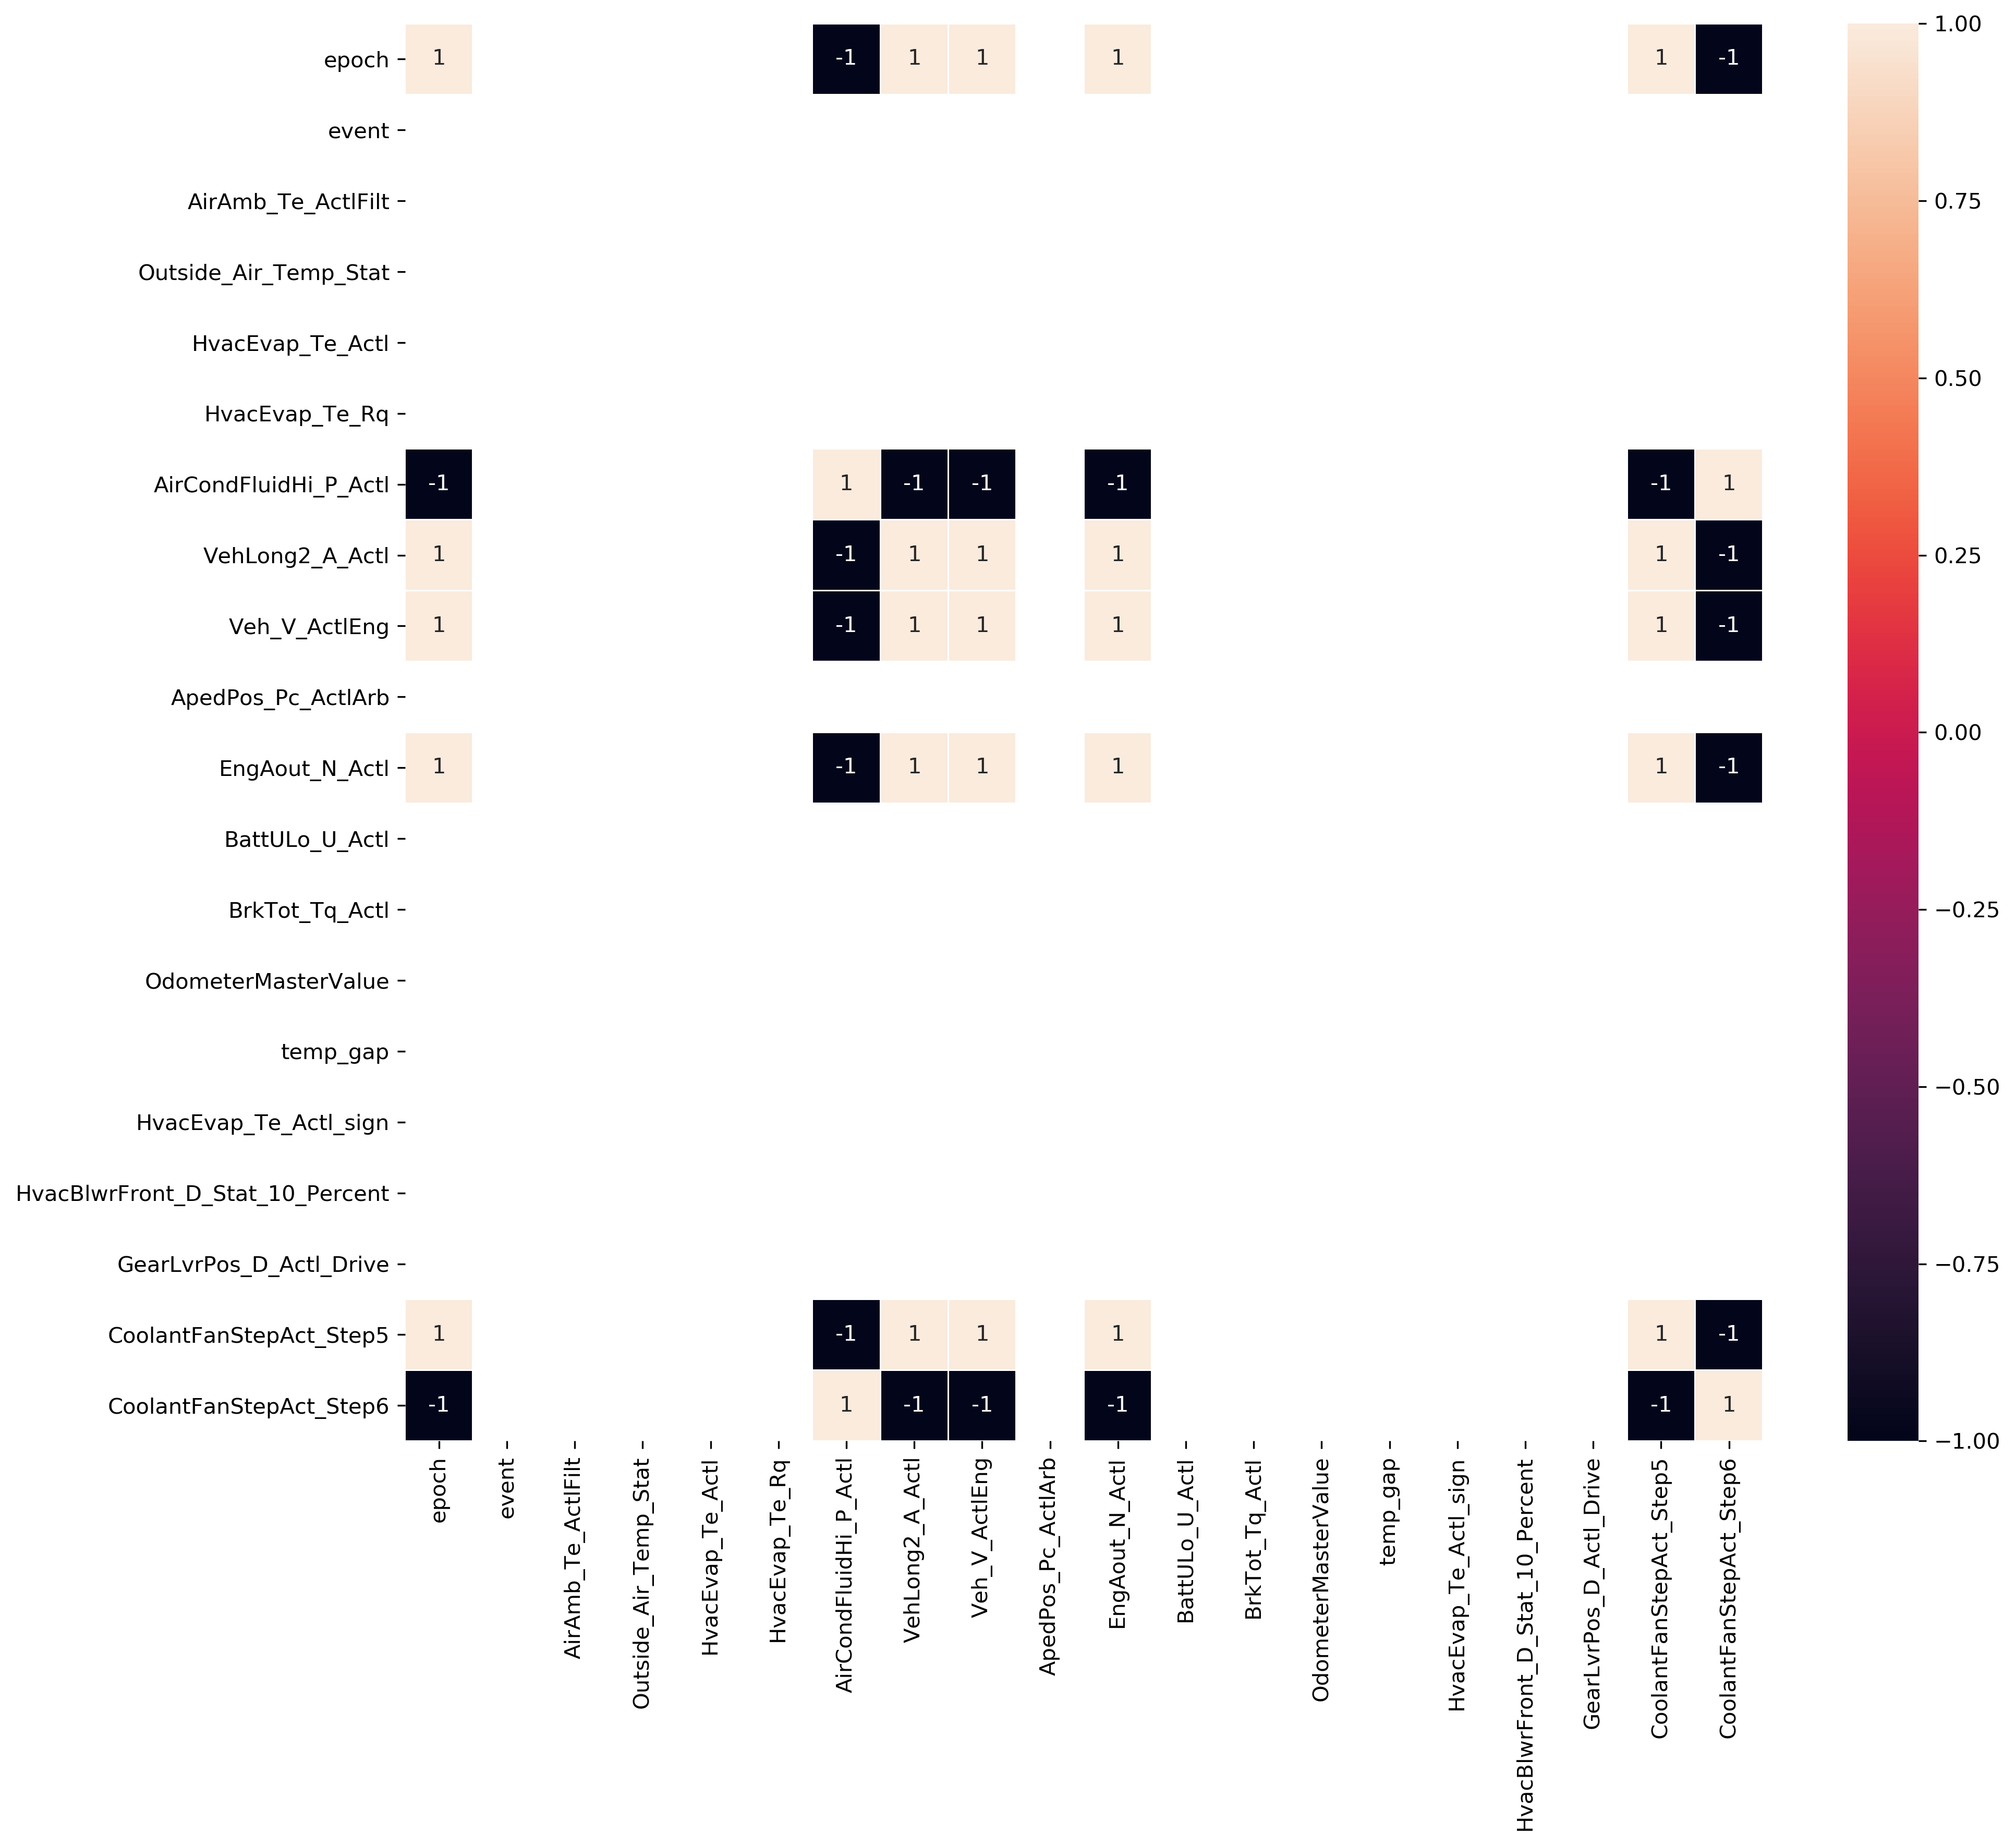 epoch 1 -1 1 1 1 1 -1
event
AirAmb_Te_ActlFilt
Outside_Air_Temp_Stat
HvacEvap_Te_Actl
HvacEvap_Te_Rq
AirCondFluidHi_P_Actl -1 1 -1 -1 -1 -1 1
VehLong2_A_Actl 1 -1 1 1 1 1 -1
Veh_V_ActlEng 1 -1 1 1 1 1 -1
ApedPos_Pc_ActlArb
EngAout_N_Actl 1 -1 1 1 1 1 -1
BattULo_U_Actl
BrkTot_Tq_Actl
OdometerMasterValue
temp_gap
HvacEvap_Te_Actl_sign
HvacBlwrFront_D_Stat_10_Percent
GearLvrPos_D_Actl_Drive
CoolantFanStepAct_Step5 1 -1 1 1 1 1 -1
CoolantFanStepAct_Step6 -1 1 -1 -1 -1 -1 1
epoch
event
AirAmb_Te_ActlFilt
Outside_Air_Temp_Stat
HvacEvap_Te_Actl
HvacEvap_Te_Rq
AirCondFluidHi_P_Actl
VehLong2_A_Actl
Veh_V_ActlEng
ApedPos_Pc_ActlArb
EngAout_N_Actl
BattULo_U_Actl
BrkTot_Tq_Actl
OdometerMasterValue
temp_gap
HvacEvap_Te_Actl_sign
HvacBlwrFront_D_Stat_10_Percent
GearLvrPos_D_Actl_Drive
CoolantFanStepAct_Step5
CoolantFanStepAct_Step6
1.00
0.75
0.50
0.25
0.00
−0.25
−0.50
−0.75
−1.00